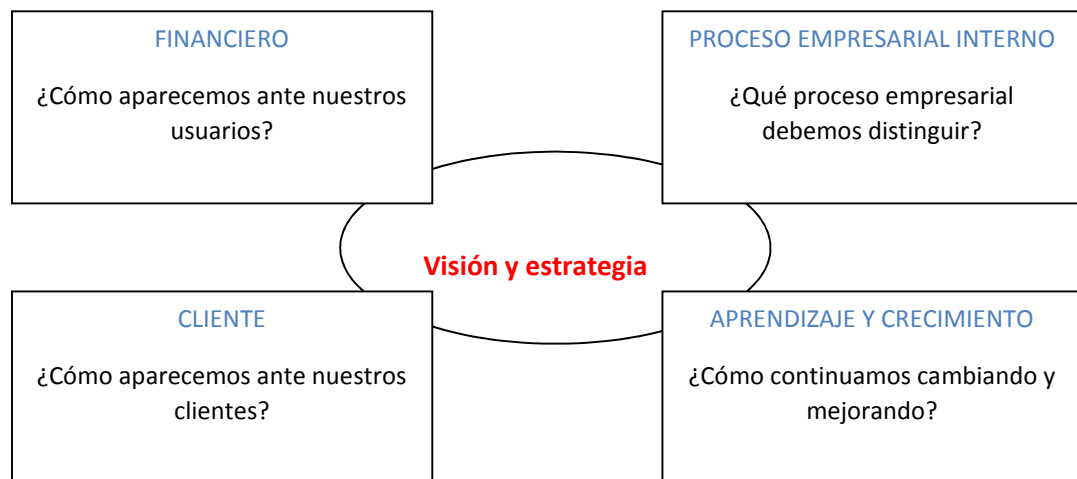 FINANCIERO
¿Cómo aparecemos ante nuestros
usuarios?
PROCESO EMPRESARIAL INTERNO
¿Qué proceso empresarial
debemos distinguir?
Visión y estrategia
CLIENTE
¿Cómo aparecemos ante nuestros
clientes?
APRENDIZAJE Y CRECIMIENTO
¿Cómo continuamos cambiando y
mejorando?